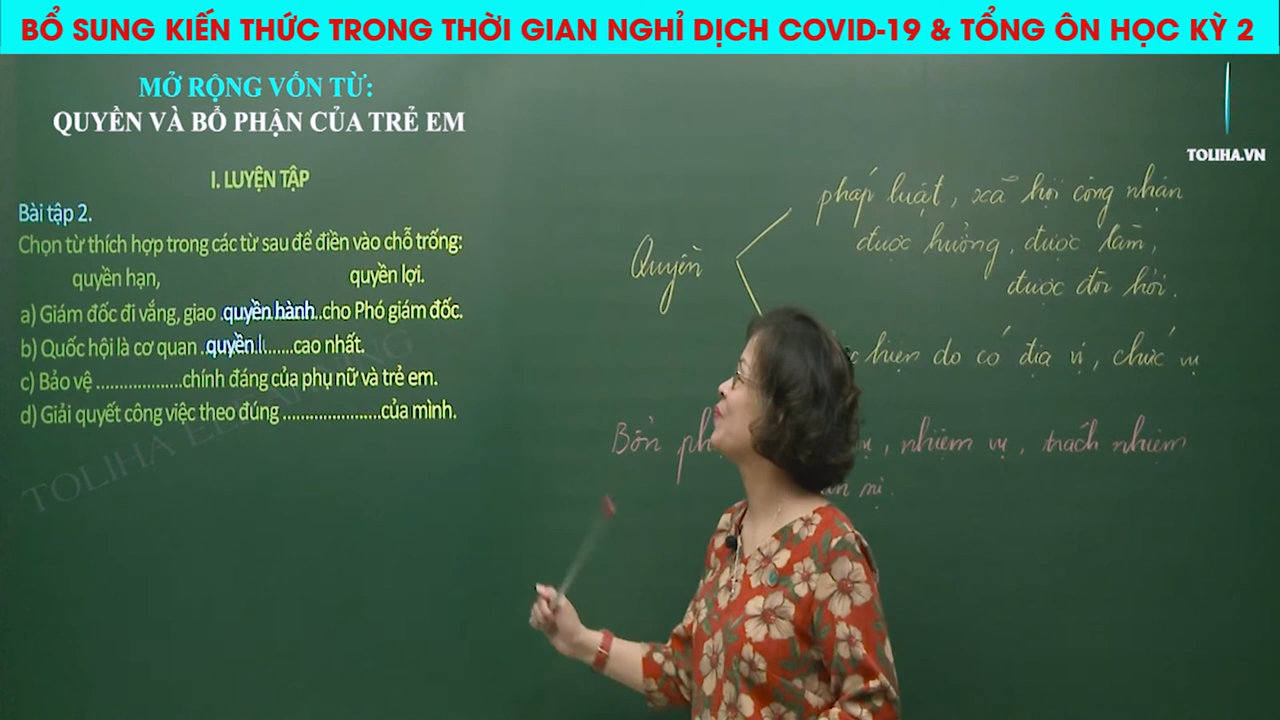 BỔ SUNG KIẾN THỨC TRONG THỜI GIAN NGHỈ DỊCH COVID-19 & TỔNG ÔN HỌC KỲ 2
MỞ RỘNG VỐN TỪ:
QUYỀN VÀ BỔ PHẬN CỦA TRẺ EM
TOLIHA.VN
I. LUYỆN TẬP
Bài tập 2.
Chọn từ thích hợp trong các từ sau để điền vào chỗ trống:
quyền hạn, quyền lợi.
a) Giám đốc đi vắng, giao ..quyền hành..cho Phó giám đốc.
b) Quốc hội là cơ quan ..quyền l.......cao nhất.
c) Bảo vệ ...................chính đáng của phụ nữ và trẻ em.
d) Giải quyết công việc theo đúng ......................của mình.
pháp luật, xã hội công nhận
Quyền
được hưởng, được làm,
được đòi hỏi.
hiện do có địa vị, chức vụ
Bổn ph
, nhiệm vụ, trách nhiệm
TOLIHA